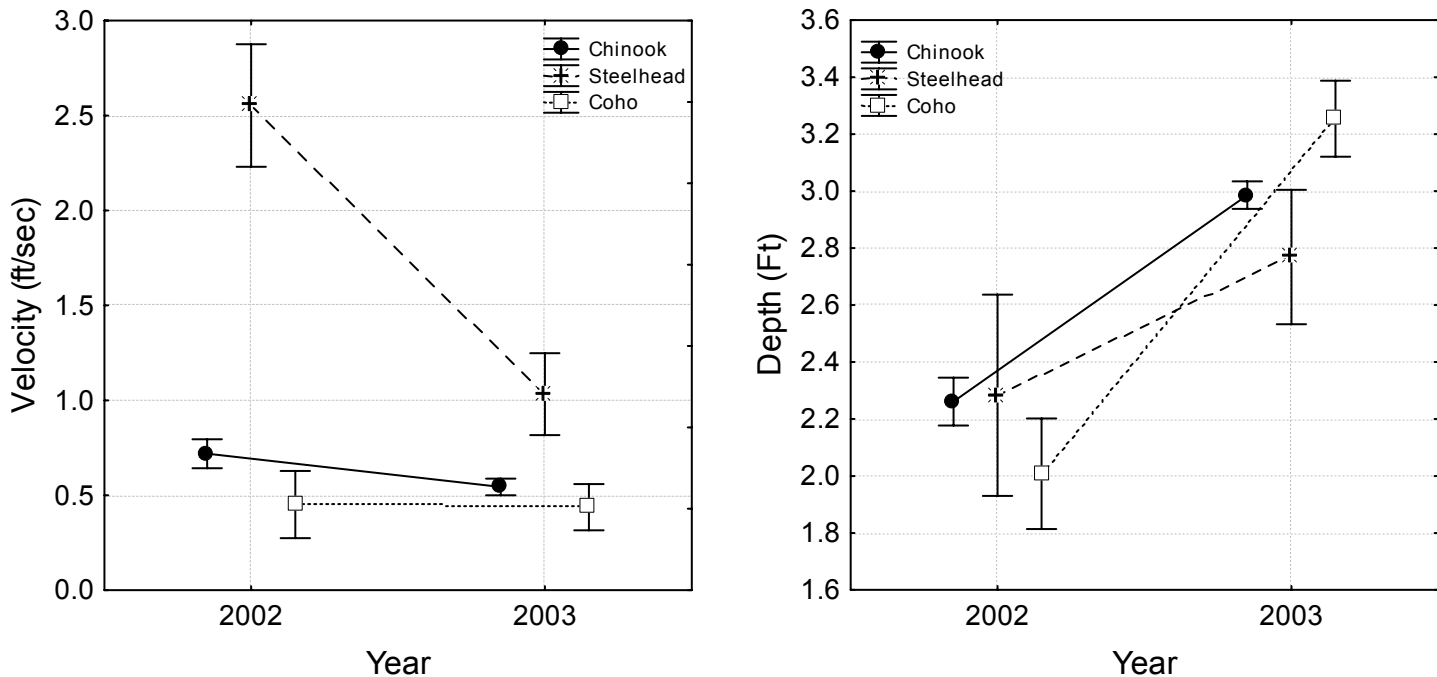 Velocity (ft/sec)
3.0
2.5
2.0
1.5
1.0
0.5
0.0
Chinook
Steelhead
Coho
2002
2003
Year
Depth (Ft)
3.6
3.4
3.2
3.0
2.8
2.6
2.4
2.2
2.0
1.8
1.6
Chinook
Steelhead
Coho
2002
2003
Year